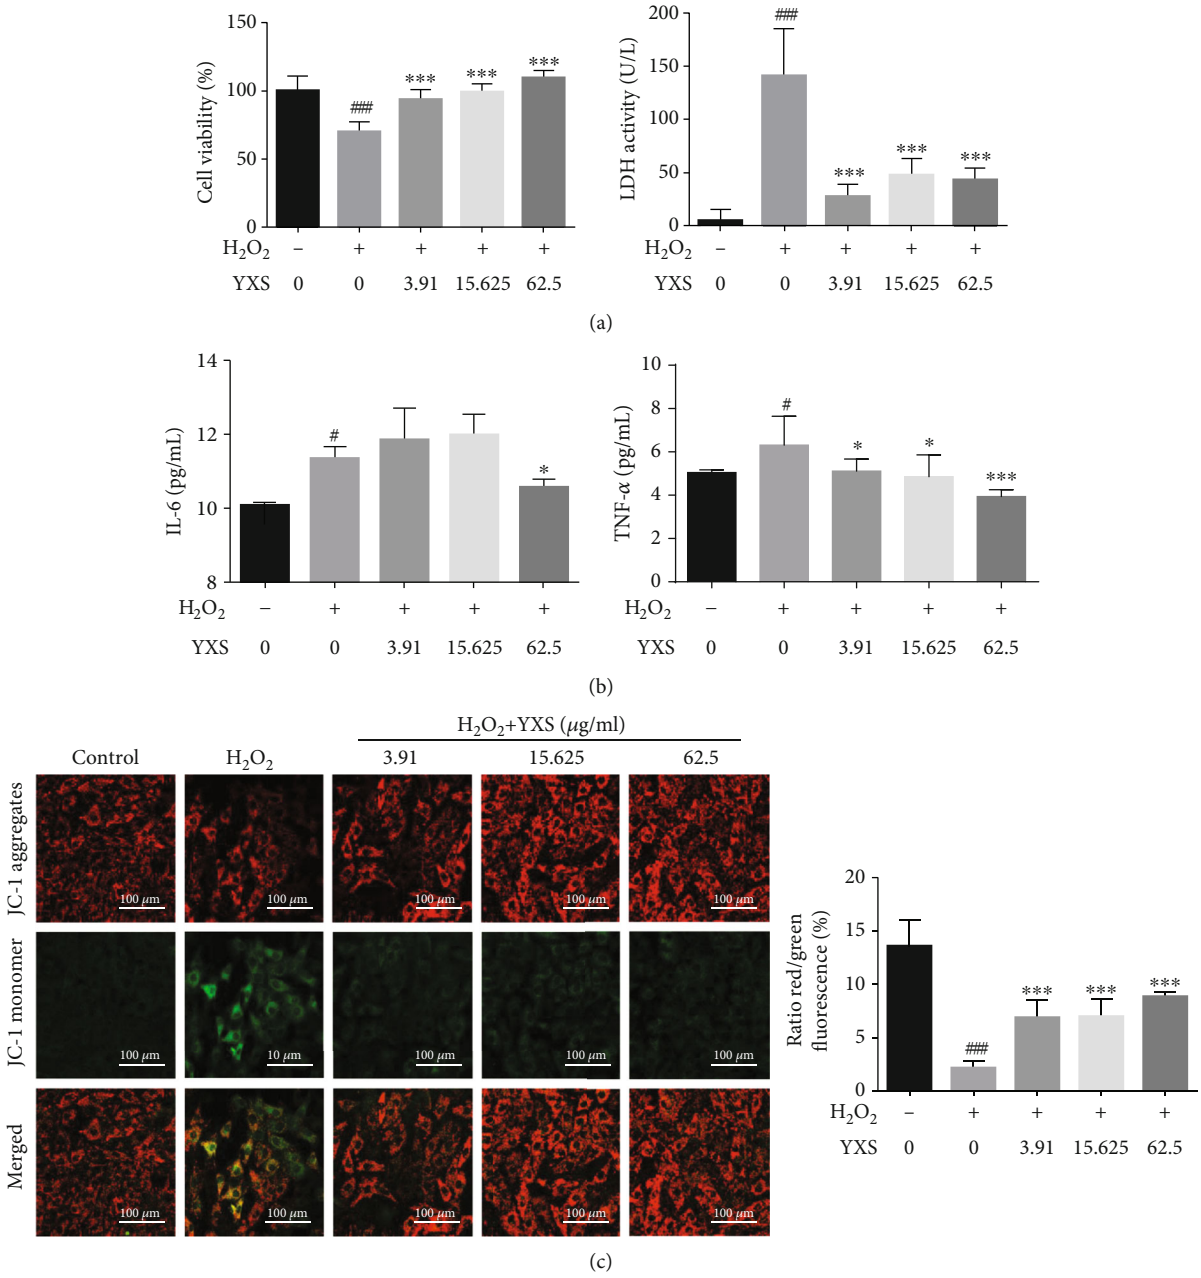 150
100
50
0
Cell viability (%)
###
***
***
***
H₂O₂ – + + + +
YXS 0 0 3.91 15.625 62.5
200
150
100
50
0
LDH activity (U/L)
###
***
***
***
– + + + +
0 0 3.91 15.625 62.5
(a)
14
12
10
8
IL-6 (pg/mL)
#
*
H₂O₂ – + + + +
YXS 0 0 3.91 15.625 62.5
10
8
6
4
2
0
TNF-α (pg/mL)
#
*
*
***
H₂O₂ – + + + +
YXS 0 0 3.91 15.625 62.5
(b)
H₂O₂+YXS (μg/ml)
Control H₂O₂ 3.91 15.625 62.5
JC-1 aggregates
100 μm 100 μm 100 μm 100 μm 100 μm
JC-1 monomer
100 μm 10 μm 100 μm 100 μm 100 μm
Merged
100 μm 100 μm 100 μm 100 μm 100 μm
20
15
10
5
0
Ratio red/green
fluorescence (%)
###
***
***
***
H₂O₂ – + + + +
YXS 0 0 3.91 15.625 62.5
(c)